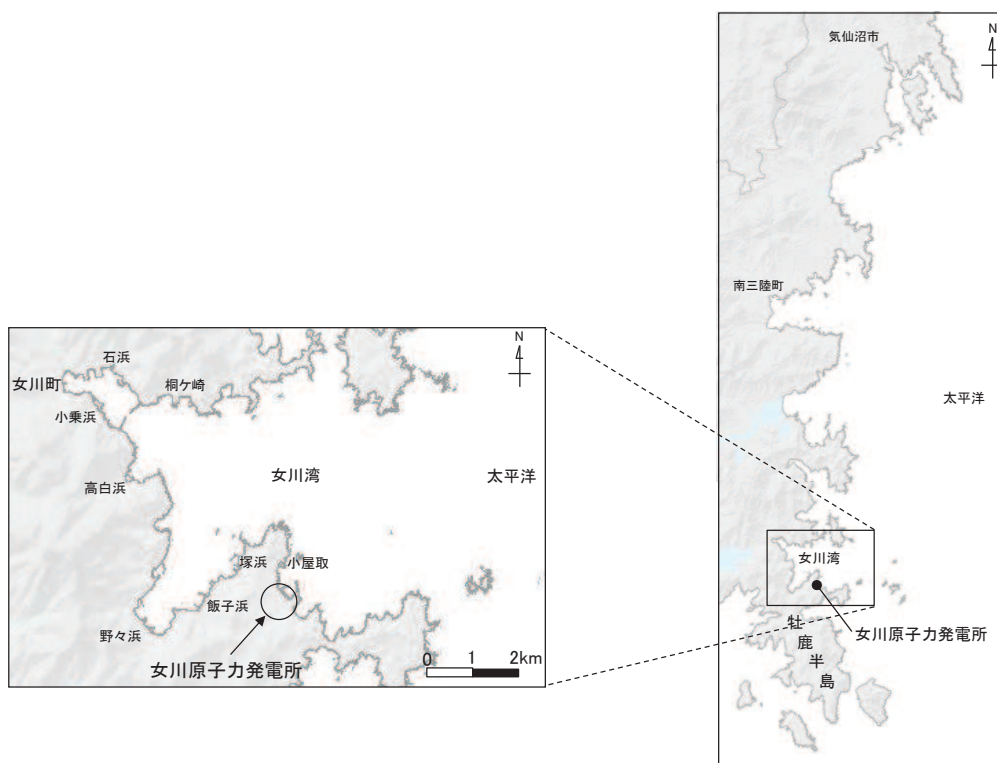 N
石浜
女川町
桐ケ崎
小乗浜
女川湾
太平洋
高白浜
塚浜
小屋取
飯子浜
野々浜
女川原子力発電所
0 1 2km
気仙沼市
N
南三陸町
太平洋
女川湾
女川原子力発電所
牡鹿半島